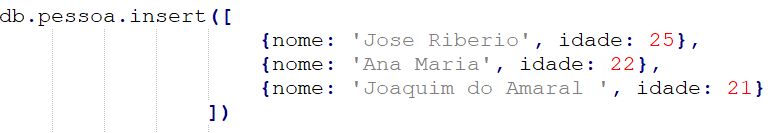 db.pessoa.insert([
{nome: 'Jose Riberio', idade: 25},
{nome: 'Ana Maria', idade: 22},
{nome: 'Joaquim do Amaral ', idade: 21}
])